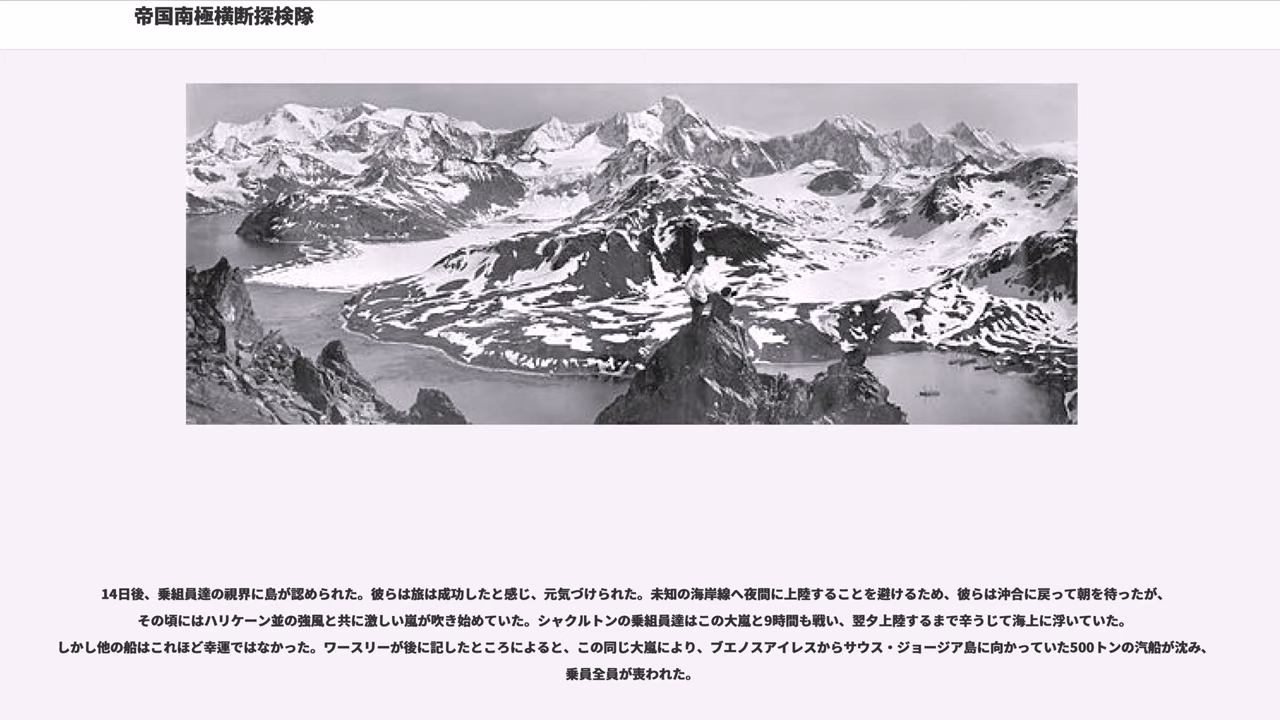 帝国南極横断探検隊
14日後、乗組員達の視界に島が認められた。彼らは旅は成功したと感じ、元気づけられた。未知の海岸線へ夜間に上陸することを避けるため、彼らは沖合に戻って朝を待ったが、
その頃にはハリケーン並の強風と共に激しい嵐が吹き始めていた。シャクルトンの乗組員達はこの大嵐と9時間も戦い、翌夕上陸するまで辛うじて海上に浮いていた。
しかし他の船はこれほど幸運ではなかった。ワースリーが後に記したところによると、この同じ大嵐により、ブエノスアイレスからサウス・ジョージア島に向かっていた500トンの汽船が沈み、
乗員全員が喪われた。